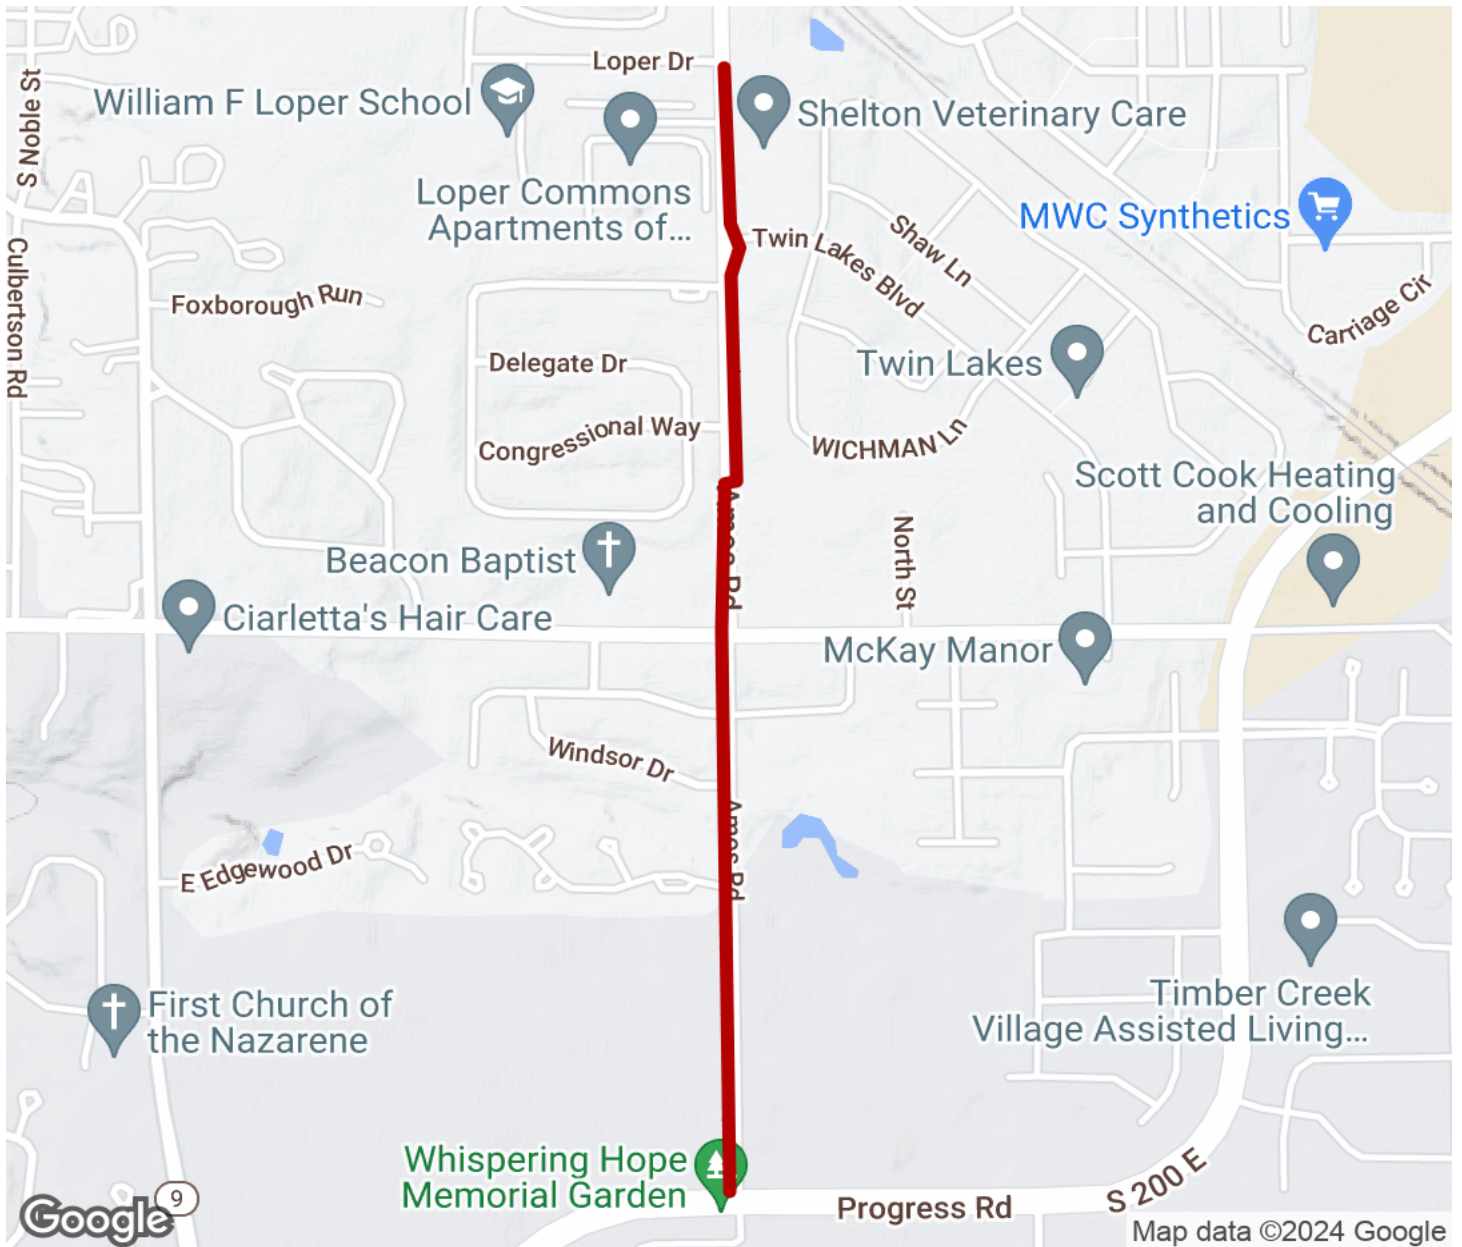 Loper Dr
S Noble St
William F Loper School
Shelton Veterinary Care
Loper Commons
Apartments of...
MWC Synthetics
Twin Lakes Blvd
Shaw Ln
Culbertson Rd
Foxborough Run
Carriage Cir
Delegate Dr
Twin Lakes
Congressional Way
WICHMAN Ln
Scott Cook Heating
and Cooling
Amos Rd
North St
Beacon Baptist
Ciarletta's Hair Care
McKay Manor
Windsor Dr
Amos Rd
E Edgewood Dr
First Church of
the Nazarene
Timber Creek
Village Assisted Living...
Whispering Hope
Memorial Garden
9
Progress Rd
S 200 E
Google
Map data ©2024 Google